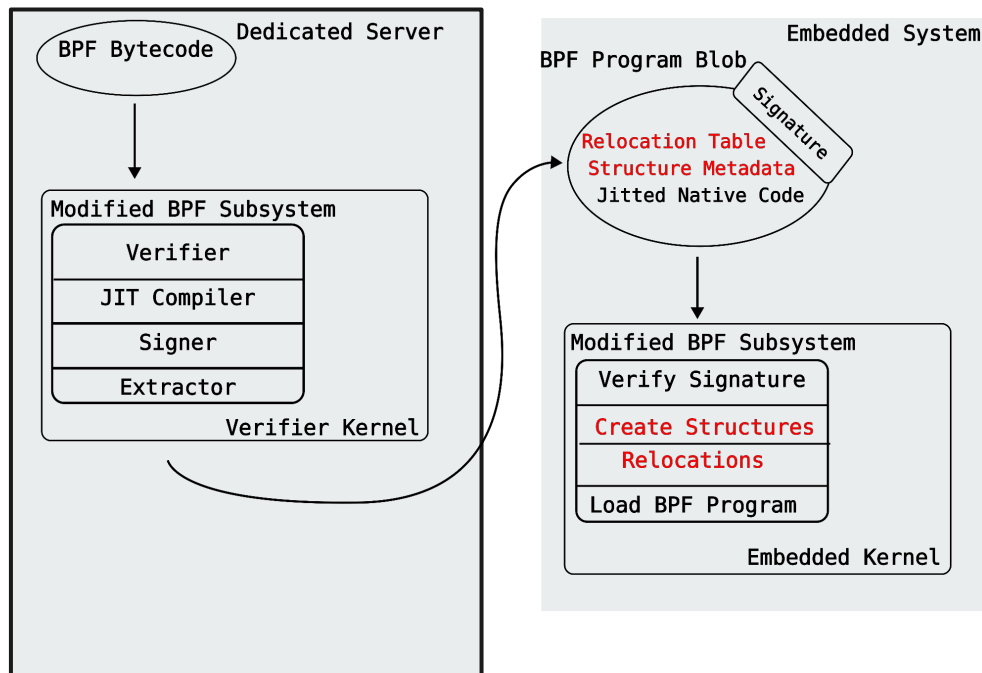 Dedicated Server
BPF Bytecode
Modified BPF Subsystem
Verifier
JIT Compiler
Signer
Extractor
Verifier Kernel
Embedded System
BPF Program Blob
Signature
Relocation Table
Structure Metadata
Jitted Native Code
Modified BPF Subsystem
Verify Signature
Create Structures
Relocations
Load BPF Program
Embedded Kernel